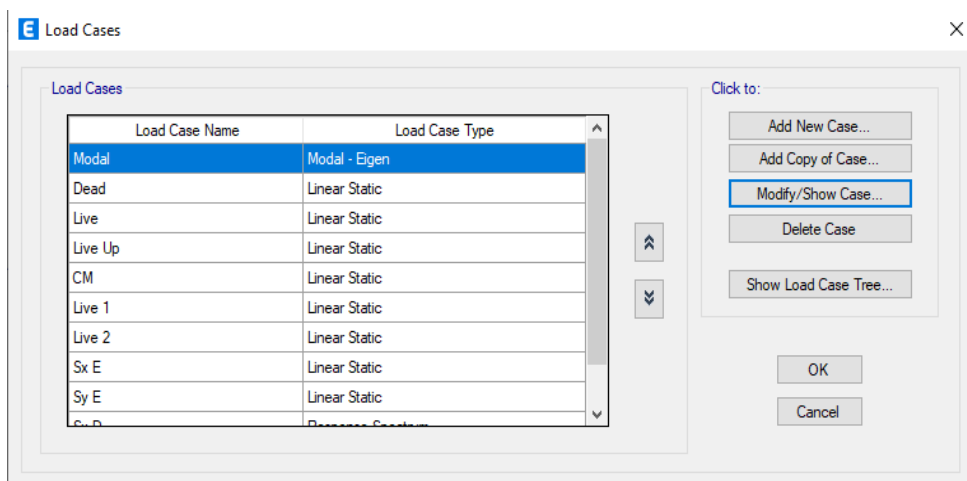 E Load Cases
Load Cases
Load Case Name Load Case Type
Modal Modal - Eigen
Dead Linear Static
Live Linear Static
Live Up Linear Static
CM Linear Static
Live 1 Linear Static
Live 2 Linear Static
Sx E Linear Static
Sy E Linear Static
Click to:
Add New Case...
Add Copy of Case...
Modify/Show Case...
Delete Case
Show Load Case Tree...
OK
Cancel